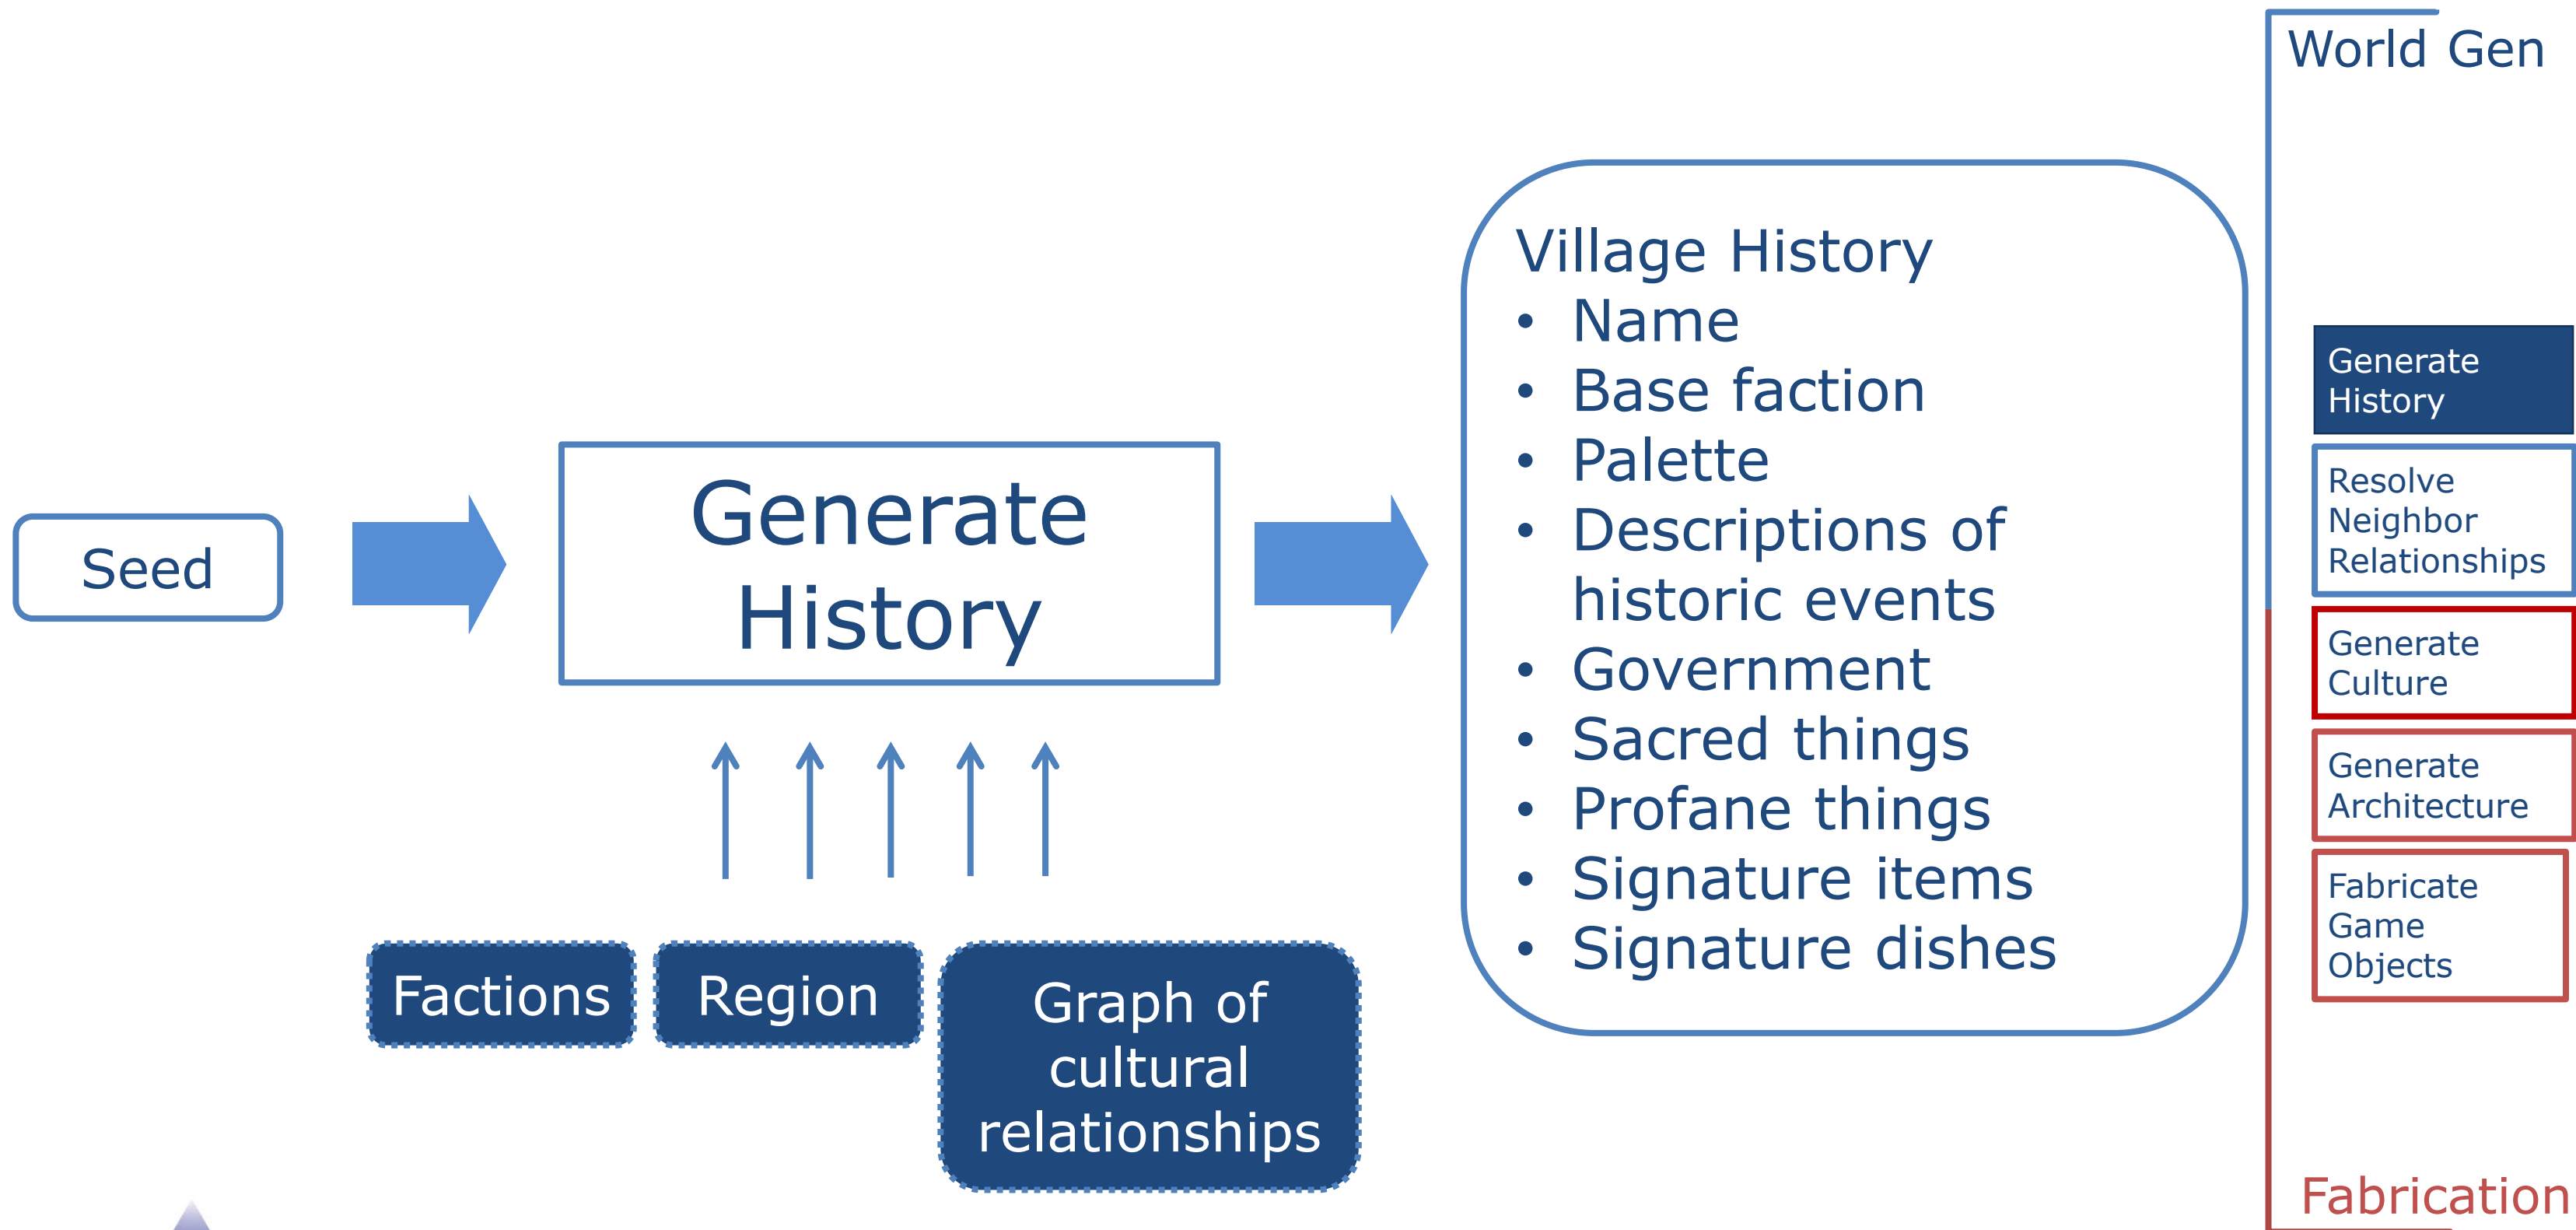 Seed
Generate
History
Factions
Region
Graph of
cultural
relationships
Village History
• Name
• Base faction
• Palette
• Descriptions of
historic events
• Government
• Sacred things
• Profane things
• Signature items
• Signature dishes
World Gen
Generate
History
Resolve
Neighbor
Relationships
Generate
Culture
Generate
Architecture
Fabricate
Game
Objects
Fabrication